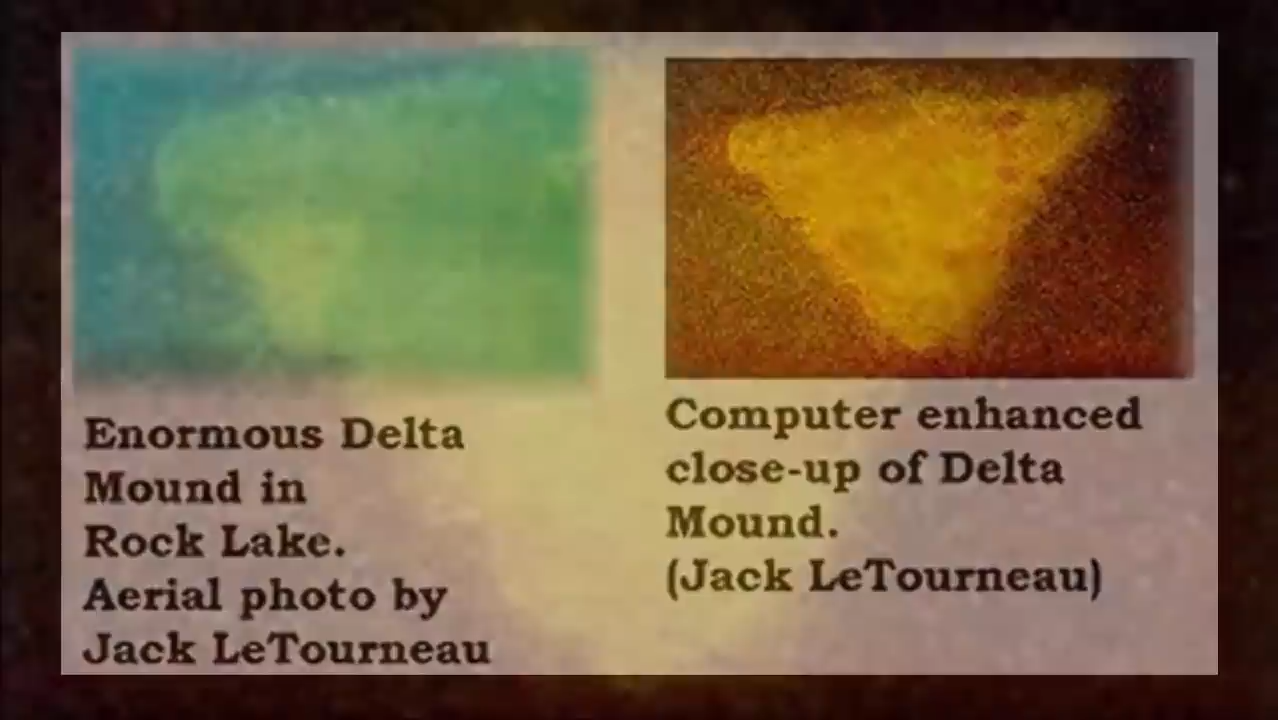 Enormous Delta
Mound in
Rock Lake.
Aerial photo by
Jack LeTourneau
Computer enhanced
close-up of Delta
Mound.
(Jack LeTourneau)